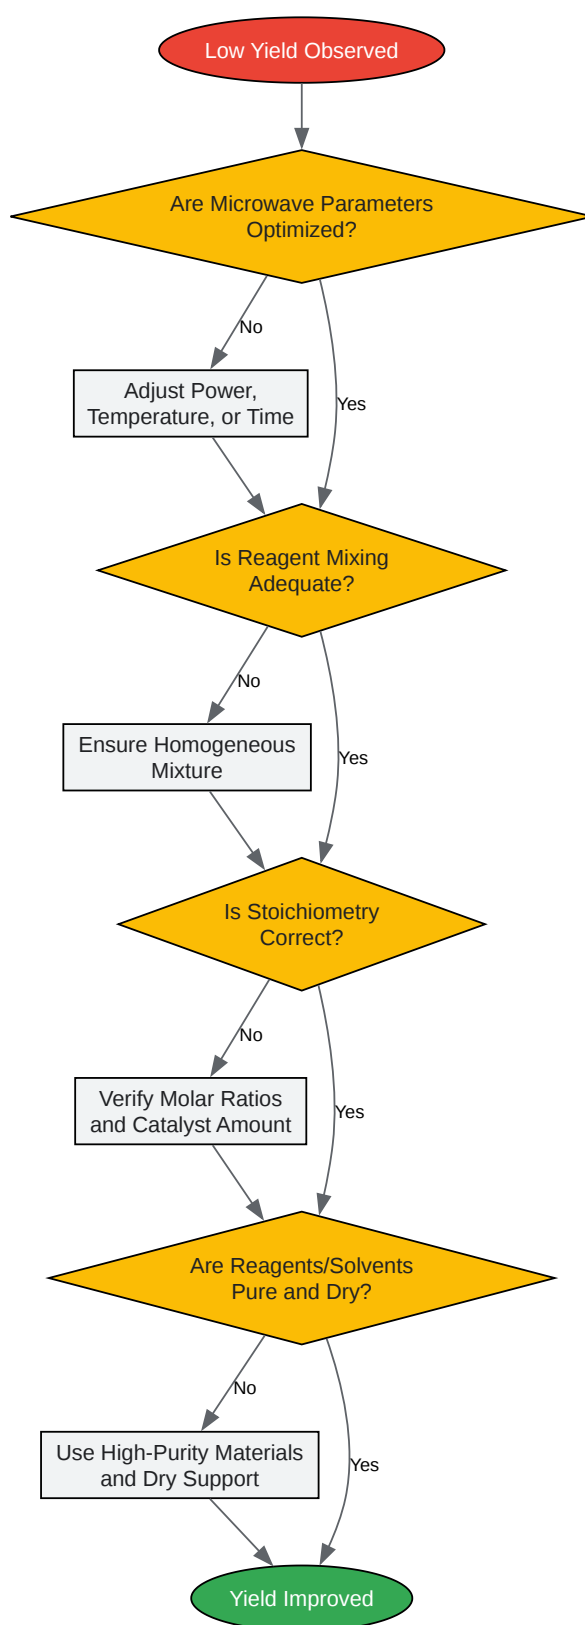 Low Yield Observed
Are Microwave Parameters
Optimized?
No
Adjust Power,
Temperature, or Time
Yes
Is Reagent Mixing
Adequate?
No
Ensure Homogeneous
Mixture
Yes
Is Stoichiometry
Correct?
No
Verify Molar Ratios
and Catalyst Amount
Yes
Are Reagents/Solvents
Pure and Dry?
No
Use High-Purity Materials
and Dry Support
Yes
Yield Improved